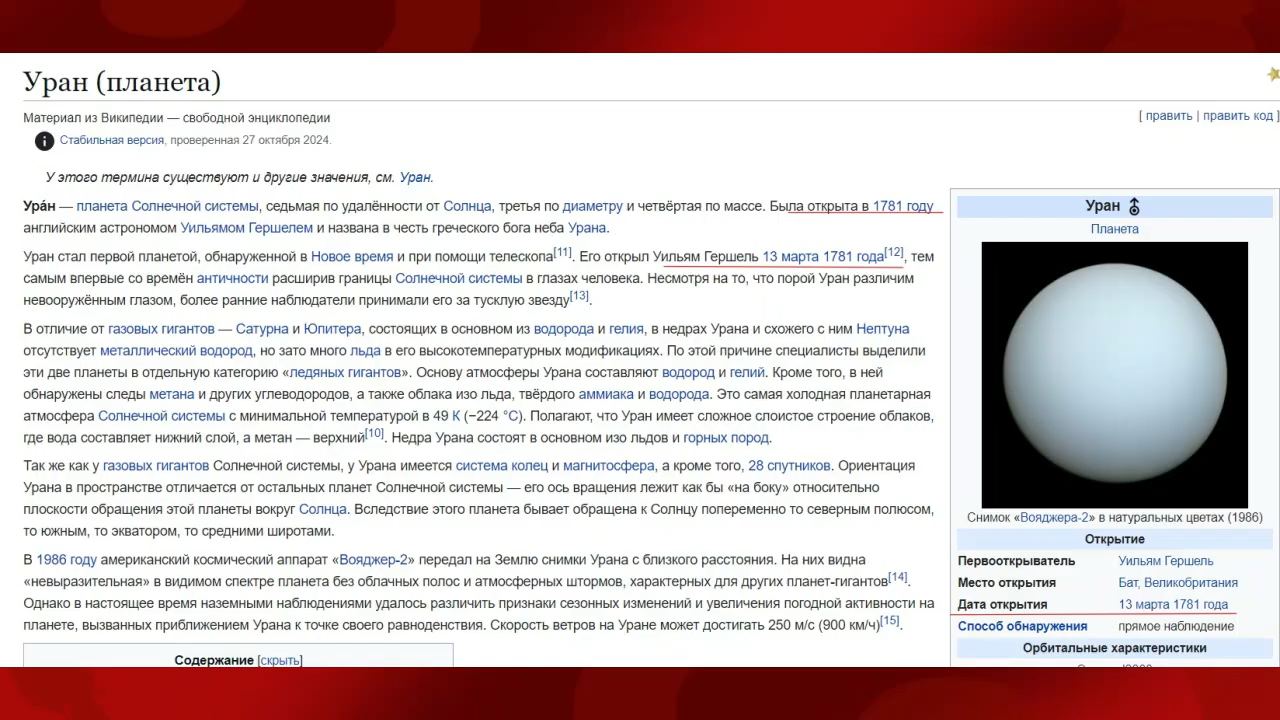 Уран (планета)
Материал из Википедии — свободной энциклопедии
[ править | править код ]
Стабильная версия, проверенная 27 октября 2024.
У этого термина существуют и другие значения, см. Уран.
Ура́н — планета Солнечной системы, седьмая по удалённости от Солнца, третья по диаметру и четвёртая по массе. Была открыта в 1781 году
английским астрономом Уильямом Гершелем и названа в честь греческого бога неба Урана.
Уран стал первой планетой, обнаруженной в Новое время и при помощи телескопа[11]. Его открыл Уильям Гершель 13 марта 1781 года[12], тем
самым впервые со времён античности расширив границы Солнечной системы в глазах человека. Несмотря на то, что порой Уран различим
невооружённым глазом, более ранние наблюдатели принимали его за тусклую звезду[13].
В отличие от газовых гигантов — Сатурна и Юпитера, состоящих в основном из водорода и гелия, в недрах Урана и схожего с ним Нептуна
отсутствует металлический водород, но зато много льда в его высокотемпературных модификациях. По этой причине специалисты выделили
эти две планеты в отдельную категорию «ледяных гигантов». Основу атмосферы Урана составляют водород и гелий. Кроме того, в ней
обнаружены следы метана и других углеводородов, а также облака изо льда, твёрдого аммиака и водорода. Это самая холодная планетарная
атмосфера Солнечной системы с минимальной температурой в 49 К (−224 °C). Полагают, что Уран имеет сложное слоистое строение облаков,
где вода составляет нижний слой, а метан — верхний[10]. Недра Урана состоят в основном изо льдов и горных пород.
Так же как у газовых гигантов Солнечной системы, у Урана имеется система колец и магнитосфера, а кроме того, 28 спутников. Ориентация
Урана в пространстве отличается от остальных планет Солнечной системы — его ось вращения лежит как бы «на боку» относительно
плоскости обращения этой планеты вокруг Солнца. Вследствие этого планета бывает обращена к Солнцу попеременно то северным полюсом,
то южным, то экватором, то средними широтами.
В 1986 году американский космический аппарат «Вояджер-2» передал на Землю снимки Урана с близкого расстояния. На них видна
«невыразительная» в видимом спектре планета без облачных полос и атмосферных штормов, характерных для других планет-гигантов[14].
Однако в настоящее время наземными наблюдениями удалось различить признаки сезонных изменений и увеличения погодной активности на
планете, вызванных приближением Урана к точке своего равноденствия. Скорость ветров на Уране может достигать 250 м/с (900 км/ч)[15].
Содержание [скрыть]
Уран
Планета
Снимок «Вояджера-2» в натуральных цветах (1986)
Открытие
Первооткрыватель Уильям Гершель
Место открытия Бат, Великобритания
Дата открытия 13 марта 1781 года
Способ обнаружения прямое наблюдение
Орбитальные характеристики